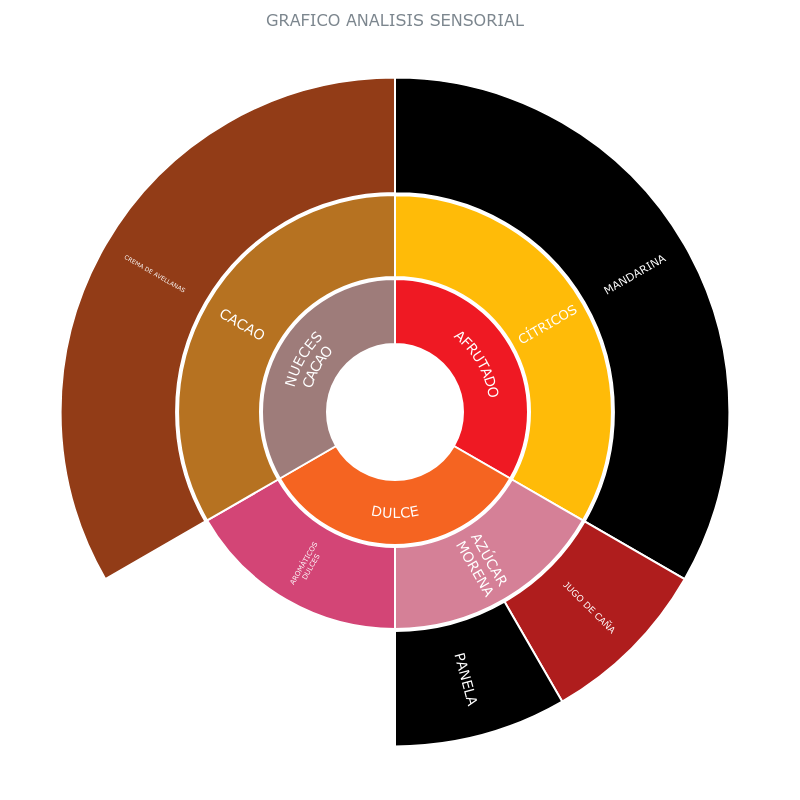 GRAFICO ANALISIS SENSORIAL
MANDARINA
CREMA DE AVELLANAS
CÍTRICOS
CACAO
AFRUTADO
NUECES
CACAO
DULCE
AZÚCAR
MORENA
AROMÁTICOS
DULCES
JUGO DE CAÑA
PANELA